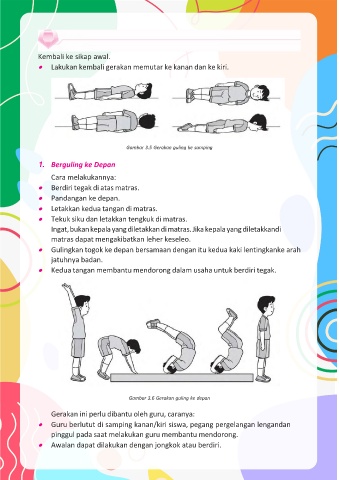 Kembali ke sikap awal.
● Lakukan kembali gerakan memutar ke kanan dan ke kiri.
Gambar 3.5 Gerakan guling ke samping
1. Berguling ke Depan
Cara melakukannya:
● Berdiri tegak di atas matras.
● Pandangan ke depan.
● Letakkan kedua tangan di matras.
● Tekuk siku dan letakkan tengkuk di matras.
Ingat, bukan kepala yang diletakkan di matras. Jika kepala yang diletakkandi
matras dapat mengakibatkan leher keseleo.
● Gulingkan togok ke depan bersamaan dengan itu kedua kaki lentingkanke arah
jatuhnya badan.
● Kedua tangan membantu mendorong dalam usaha untuk berdiri tegak.
Gambar 3.6 Gerakan guling ke depan
Gerakan ini perlu dibantu oleh guru, caranya:
● Guru berlutut di samping kanan/kiri siswa, pegang pergelangan lengandan
pinggul pada saat melakukan guru membantu mendorong.
● Awalan dapat dilakukan dengan jongkok atau berdiri.